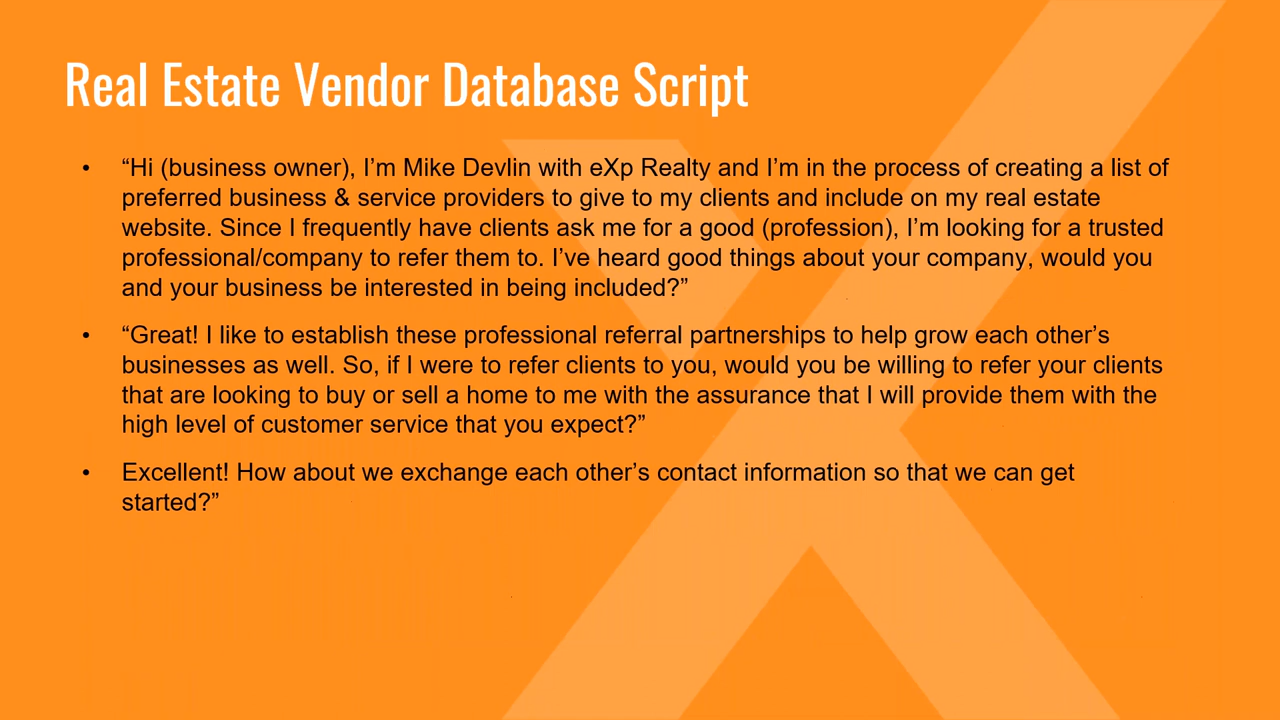 Real Estate Vendor Database Script
• “Hi (business owner), I’m Mike Devlin with eXp Realty and I’m in the process of creating a list of
preferred business & service providers to give to my clients and include on my real estate
website. Since I frequently have clients ask me for a good (profession), I’m looking for a trusted
professional/company to refer them to. I’ve heard good things about your company, would you
and your business be interested in being included?”
• “Great! I like to establish these professional referral partnerships to help grow each other’s
businesses as well. So, if I were to refer clients to you, would you be willing to refer your clients
that are looking to buy or sell a home to me with the assurance that I will provide them with the
high level of customer service that you expect?”
• Excellent! How about we exchange each other’s contact information so that we can get
started?”